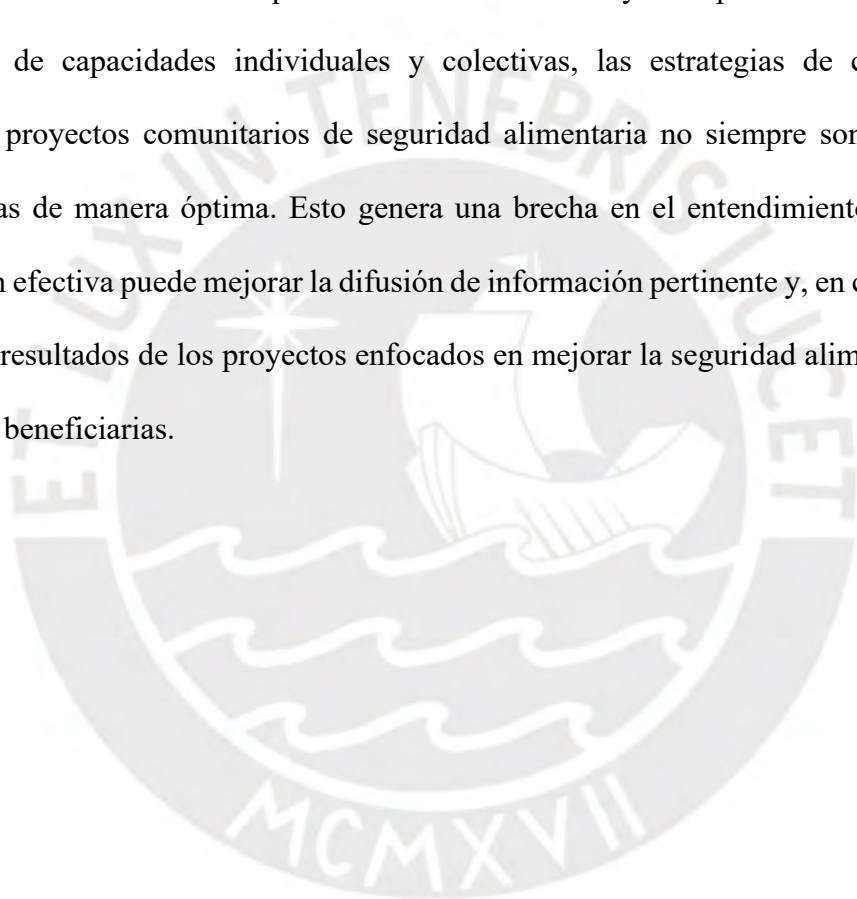 de capacidades individuales y colectivas, las estrategias de
proyectos comunitarios de seguridad alimentaria no siempre son
de manera óptima. Esto genera una brecha en el entendimiento
efectiva puede mejorar la difusión de información pertinente y, en
resultados de los proyectos enfocados en mejorar la seguridad
beneficiarias.
ET LUX IN TENEBRIS LUCET
MCMXVII